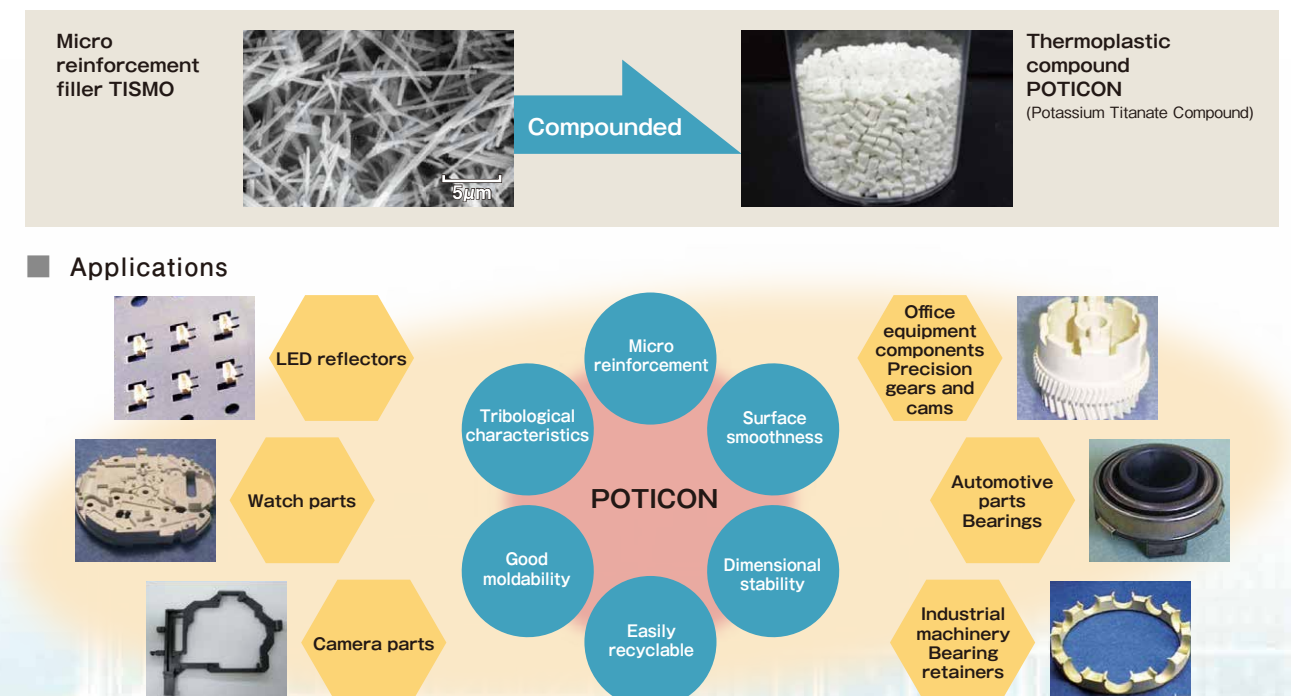 Micro
reinforcement
filler TISMO
5μm
Compounded
Thermoplastic
compound
POTICON
(Potassium Titanate Compound)
Applications
LED reflectors
Watch parts
Camera parts
Micro
reinforcement
Tribological
characteristics
Surface
smoothness
POTICON
Good
moldability
Dimensional
stability
Easily
recyclable
Office
equipment
components
Precision
gears and
cams
Automotive
parts
Bearings
Industrial
machinery
Bearing
retainers